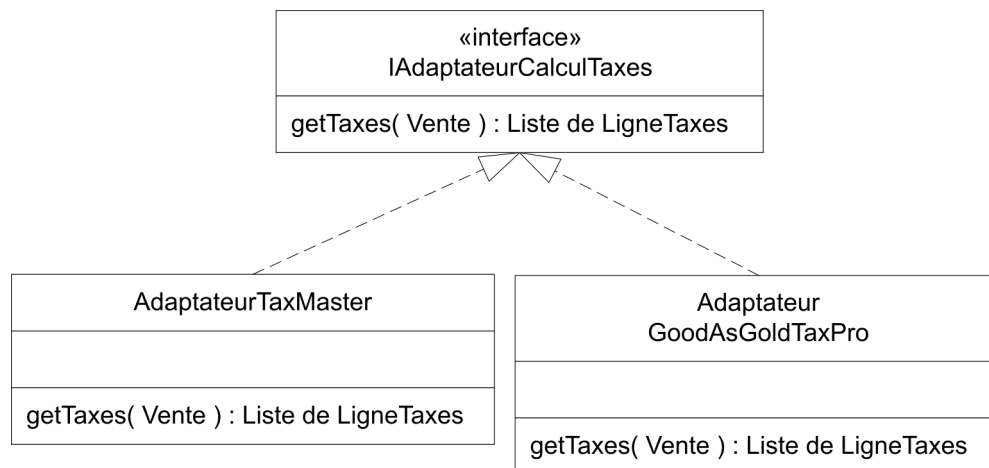 «interface»
IAdaptateurCalculTaxes
getTaxes( Vente ) : Liste de LigneTaxes
AdaptateurTaxMaster
getTaxes( Vente ) : Liste de LigneTaxes
Adaptateur
GoodAsGoldTaxPro
getTaxes( Vente ) : Liste de LigneTaxes